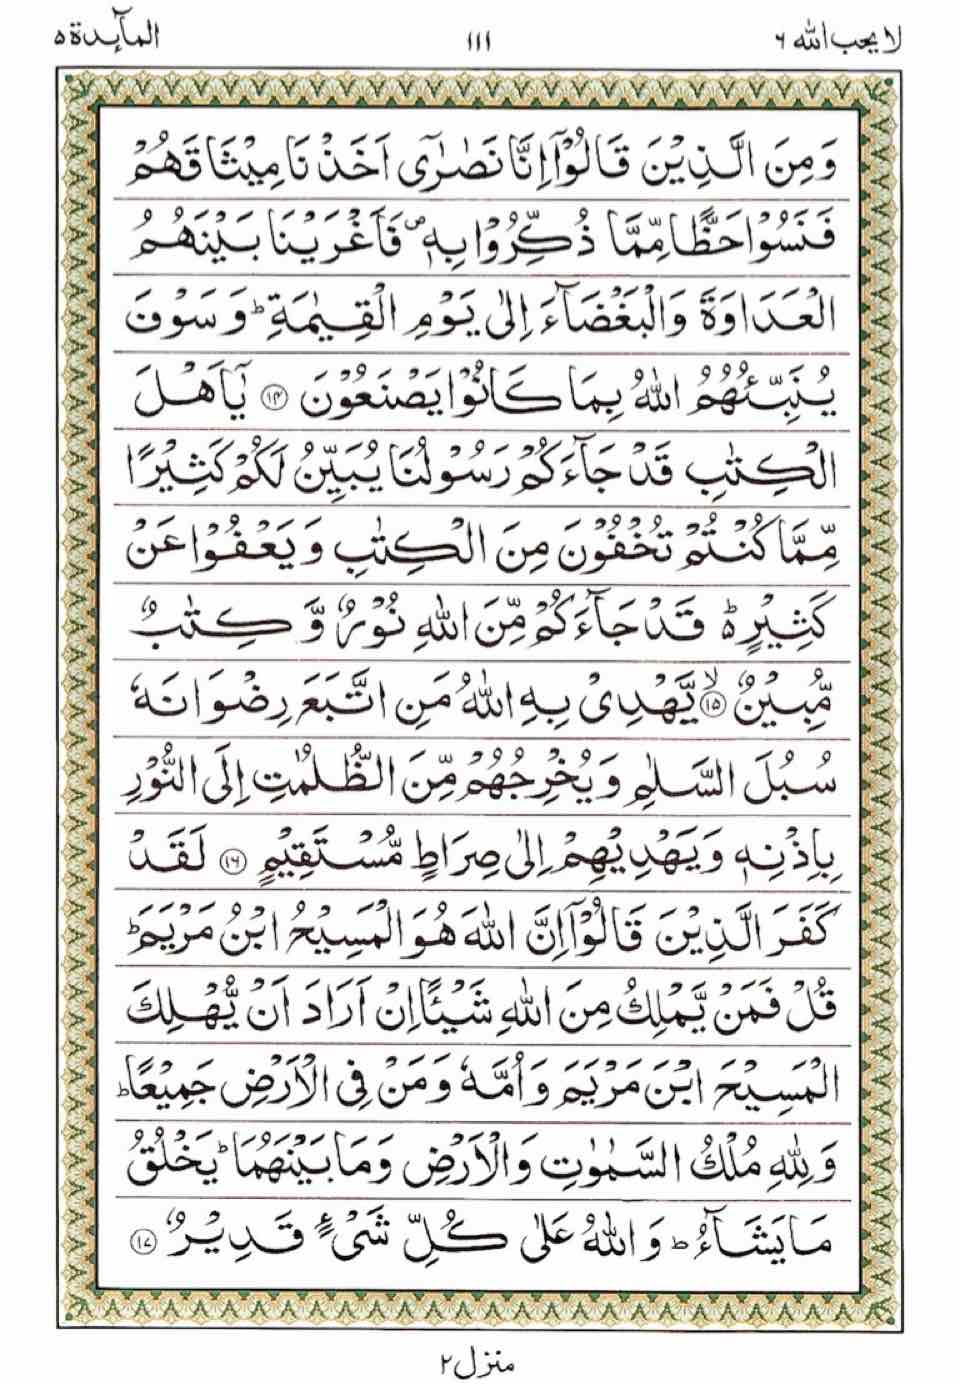 لا یحب الله ٦
١١١
المآىدة ٥
وَمِنَ الَّذِیْنَ قَالُوْۤا اِنَّا نَصٰرٰۤی اَخَذْنَا مِیْثَاقَهُمْ
فَنَسُوْا حَظًّا مِّمَّا ذُكِّرُوْا بِهٖ۪ فَاَغْرَیْنَا بَیْنَهُمُ
الْعَدَاوَةَ وَالْبَغْضَآءَ اِلٰی یَوْمِ الْقِیٰمَةِؕ وَسَوْفَ
یُنَبِّئُهُمُ اللّٰهُ بِمَا كَانُوْا یَصْنَعُوْنَ ۝١٤ یٰۤاَهْلَ
الْكِتٰبِ قَدْ جَآءَكُمْ رَسُوْلُنَا یُبَیِّنُ لَكُمْ كَثِیْرًا
مِّمَّا كُنْتُمْ تُخْفُوْنَ مِنَ الْكِتٰبِ وَیَعْفُوْا عَنْ
كَثِیْرٍ۬ؕ قَدْ جَآءَكُمْ مِّنَ اللّٰهِ نُوْرٌ وَّ كِتٰبٌ
مُّبِیْنٌ ۝١٥ۙ یَّهْدِیْ بِهِ اللّٰهُ مَنِ اتَّبَعَ رِضْوَانَهٗ
سُبُلَ السَّلٰمِ وَیُخْرِجُهُمْ مِّنَ الظُّلُمٰتِ اِلَی النُّوْرِ
بِاِذْنِهٖ وَیَهْدِیْهِمْ اِلٰی صِرَاطٍ مُّسْتَقِیْمٍ ۝١٦ لَقَدْ
كَفَرَ الَّذِیْنَ قَالُوْۤا اِنَّ اللّٰهَ هُوَ الْمَسِیْحُ ابْنُ مَرْیَمَؕ
قُلْ فَمَنْ یَّمْلِكُ مِنَ اللّٰهِ شَیْـًٔا اِنْ اَرَادَ اَنْ یُّهْلِكَ
الْمَسِیْحَ ابْنَ مَرْیَمَ وَاُمَّهٗ وَمَنْ فِی الْاَرْضِ جَمِیْعًاؕ
وَلِلّٰهِ مُلْكُ السَّمٰوٰتِ وَالْاَرْضِ وَمَا بَیْنَهُمَاؕ یَخْلُقُ
مَا یَشَآءُؕ وَاللّٰهُ عَلٰی كُلِّ شَیْءٍ قَدِیْرٌ ۝١٧
منزل ٢